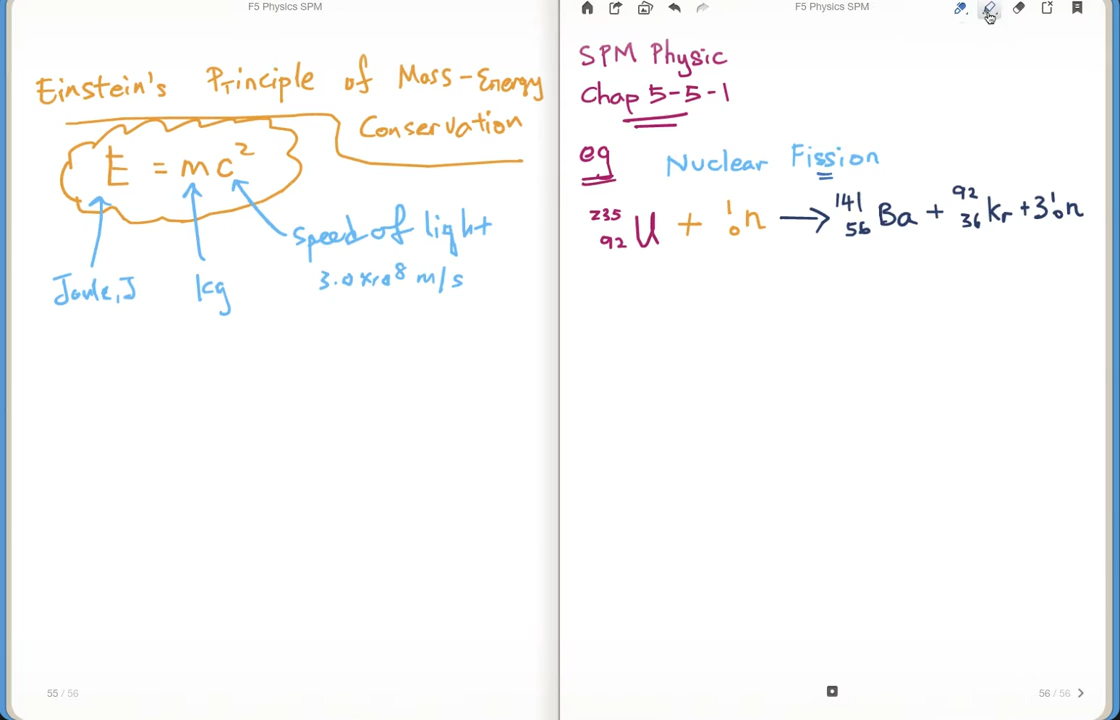 F5 Physics SPM
Einstein's Principle of Mass-Energy
Conservation
E = mc²
speed of light
3.0 x 10⁸ m/s
Joule, J
kg
55 / 56
F5 Physics SPM
SPM Physic
Chap 5-5-1
eg Nuclear Fission
²³⁵₉₂U + ¹₀n → ¹⁴¹₅₆Ba + ⁹²₃₆Kr + 3¹₀n
56 / 56